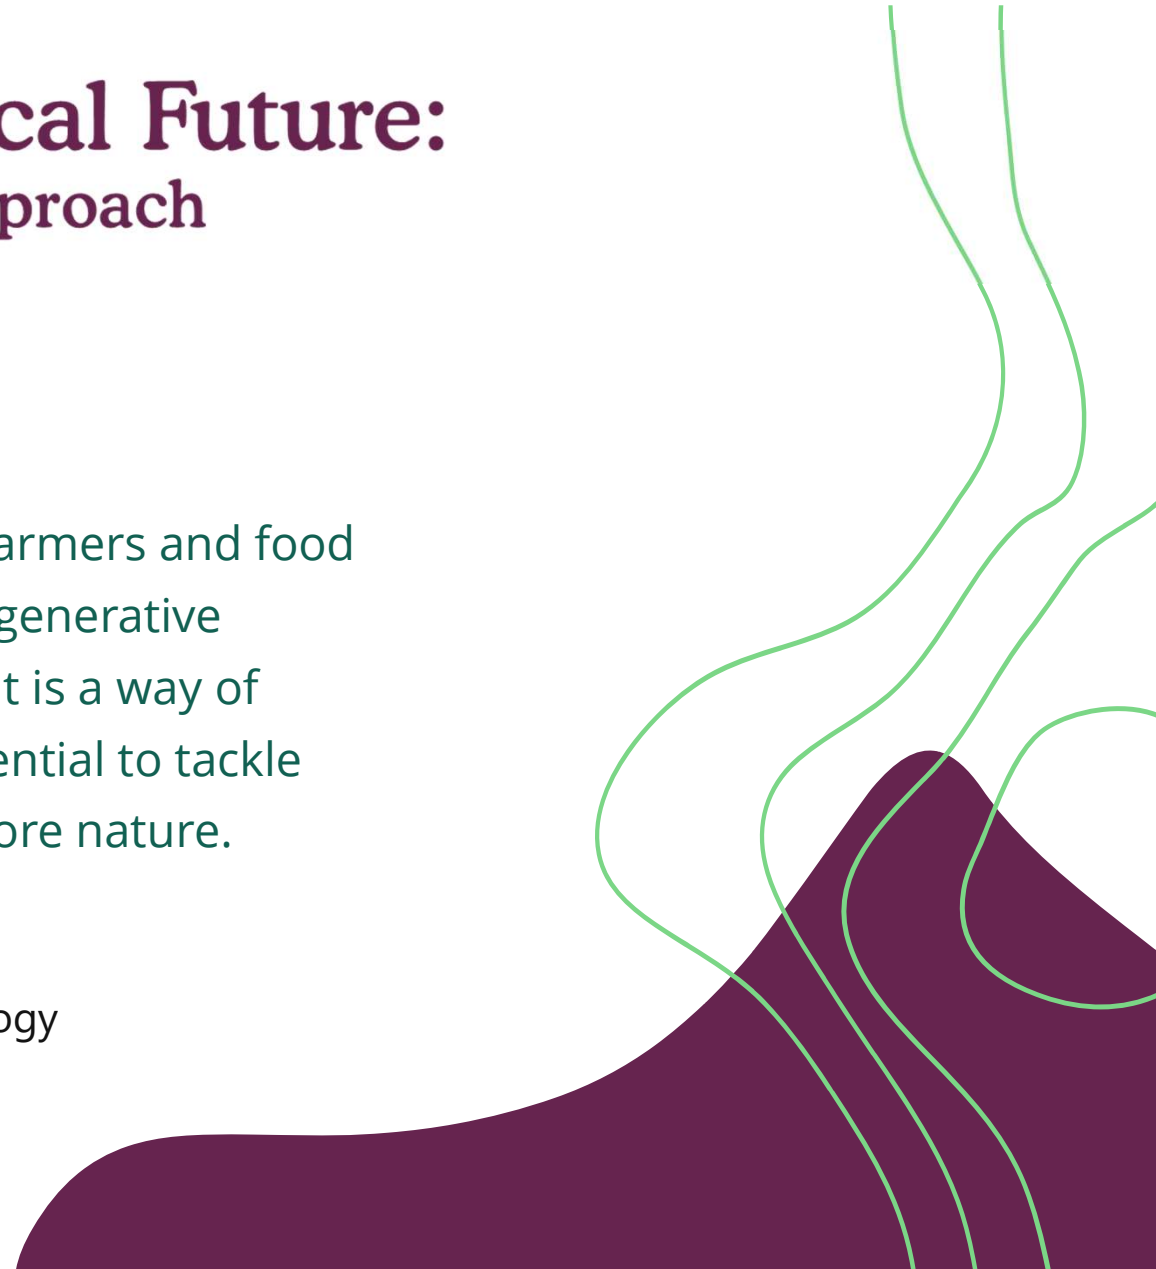 cal Future:
proach
armers and food
generative
t is a way of
ential to tackle
ore nature.
ogy